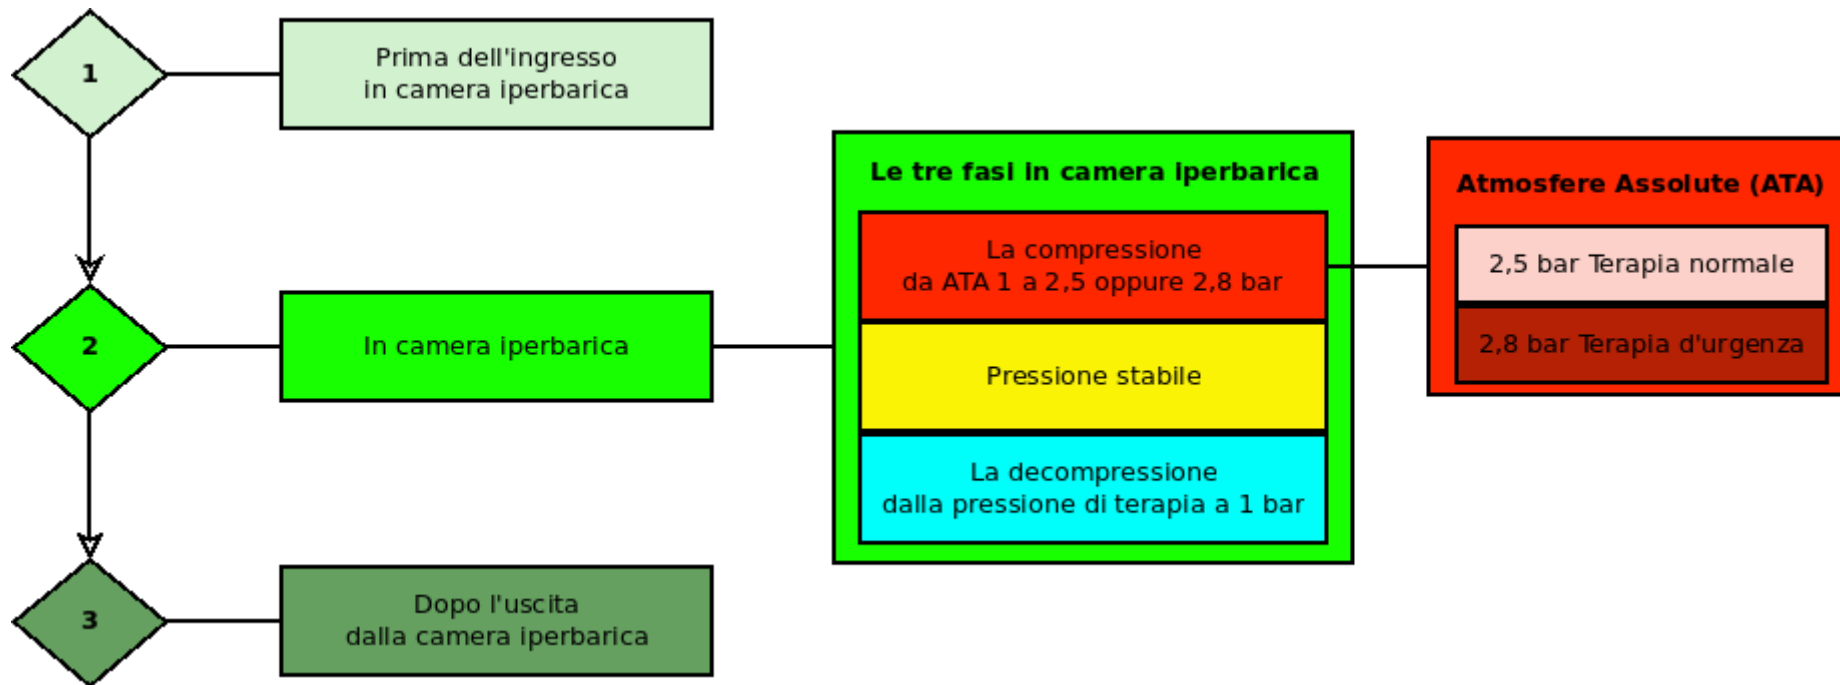 1
Prima dell'ingresso
in camera iperbarica
2
In camera iperbarica
Le tre fasi in camera iperbarica
La compressione
da ATA 1 a 2,5 oppure 2,8 bar
Pressione stabile
La decompressione
dalla pressione di terapia a 1 bar
Atmosfere Assolute (ATA)
2,5 bar Terapia normale
2,8 bar Terapia d'urgenza
3
Dopo l'uscita
dalla camera iperbarica